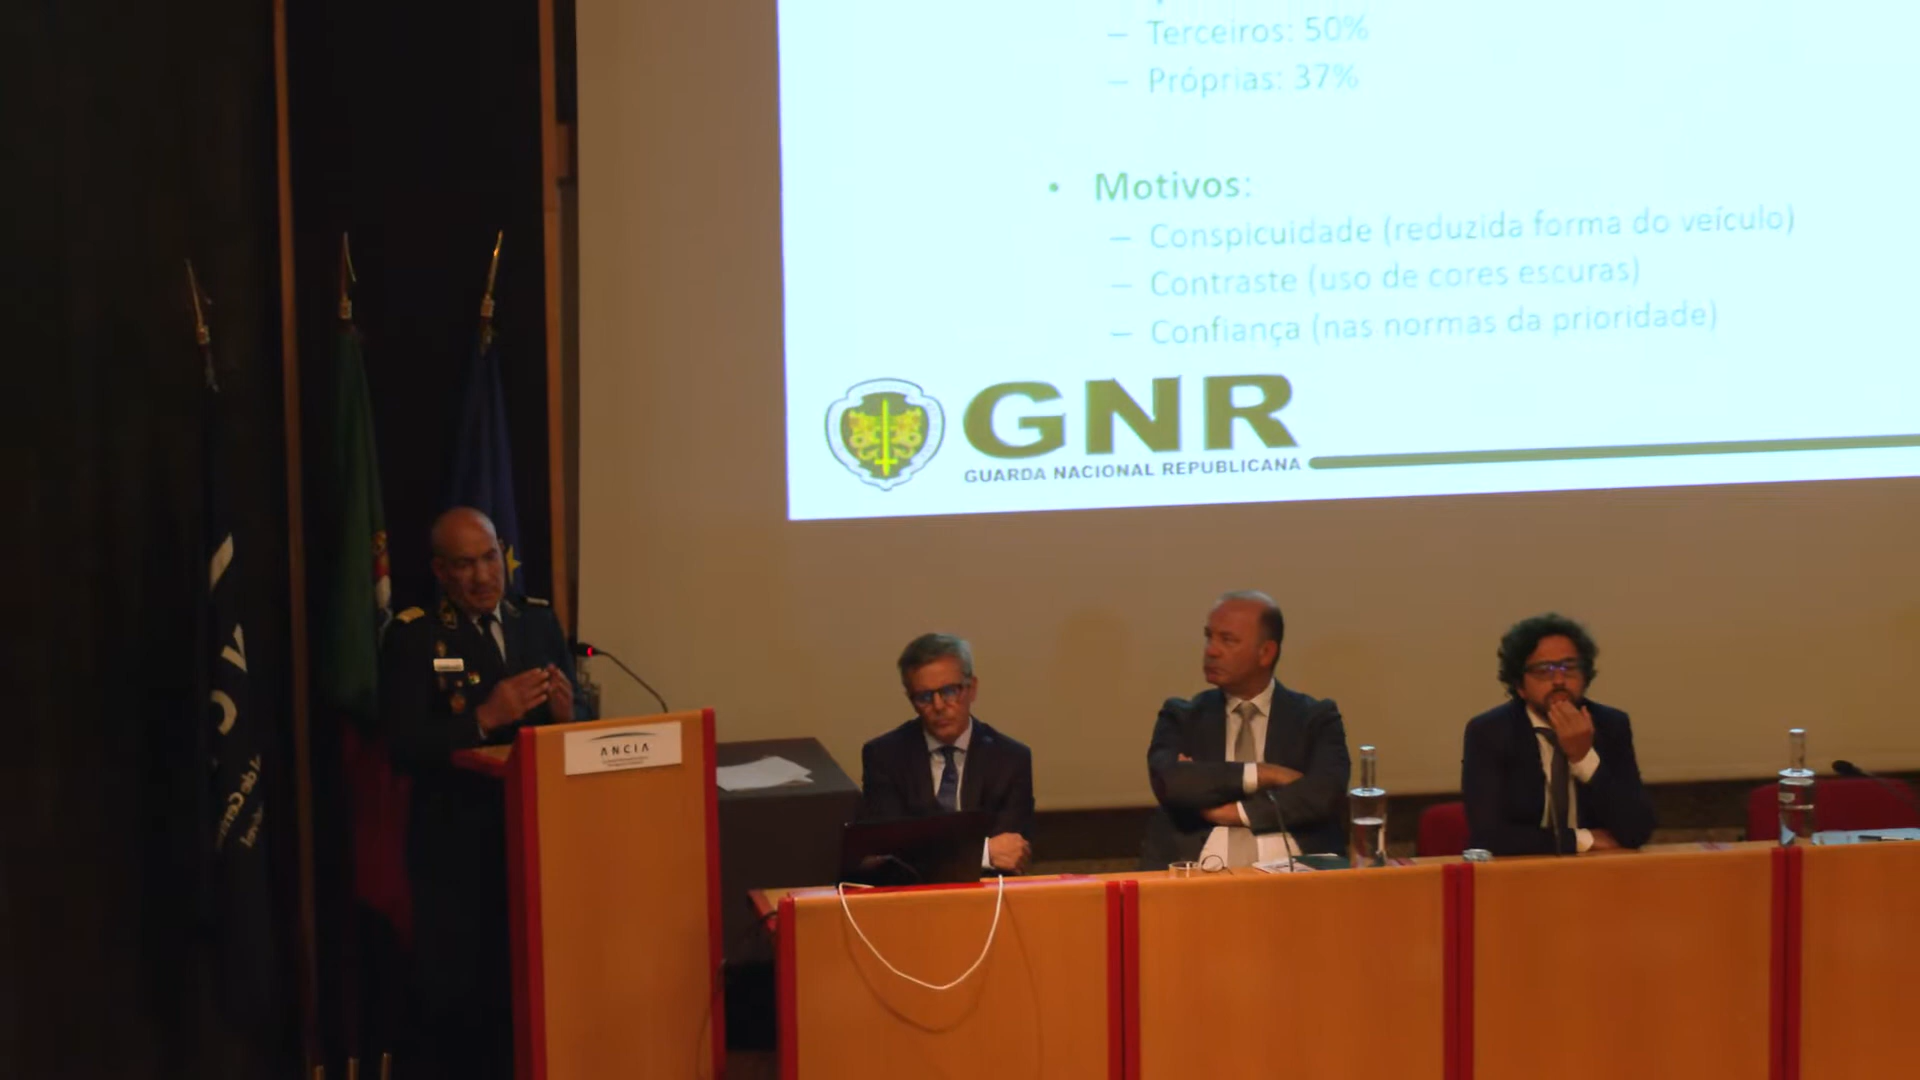 – Terceiros: 50%
– Próprias: 37%
• Motivos:
– Conspicuidade (reduzida forma do veículo)
– Contraste (uso de cores escuras)
– Confiança (nas normas da prioridade)
GNR
GUARDA NACIONAL REPUBLICANA
ANCIA